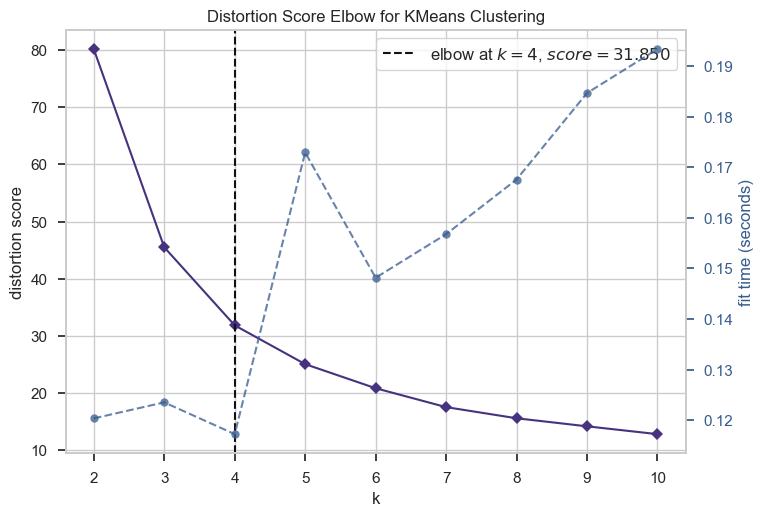 Distortion Score Elbow for KMeans Clustering
elbow at k = 4, score = 31.850
80
70
60
50
40
30
20
10
distortion score
0.19
0.18
0.17
0.16
0.15
0.14
0.13
0.12
fit time (seconds)
2 3 4 5 6 7 8 9 10
k